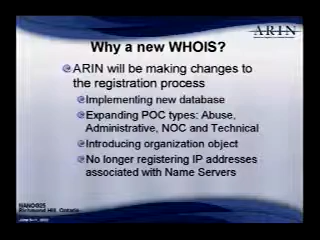 ARIN
Why a new WHOIS?
ARIN will be making changes to
the registration process
Implementing new database
Expanding POC types: Abuse,
Administrative, NOC and Technical
Introducing organization object
No longer registering IP addresses
associated with Name Servers
NANOG25
Richmond Hill, Ontario